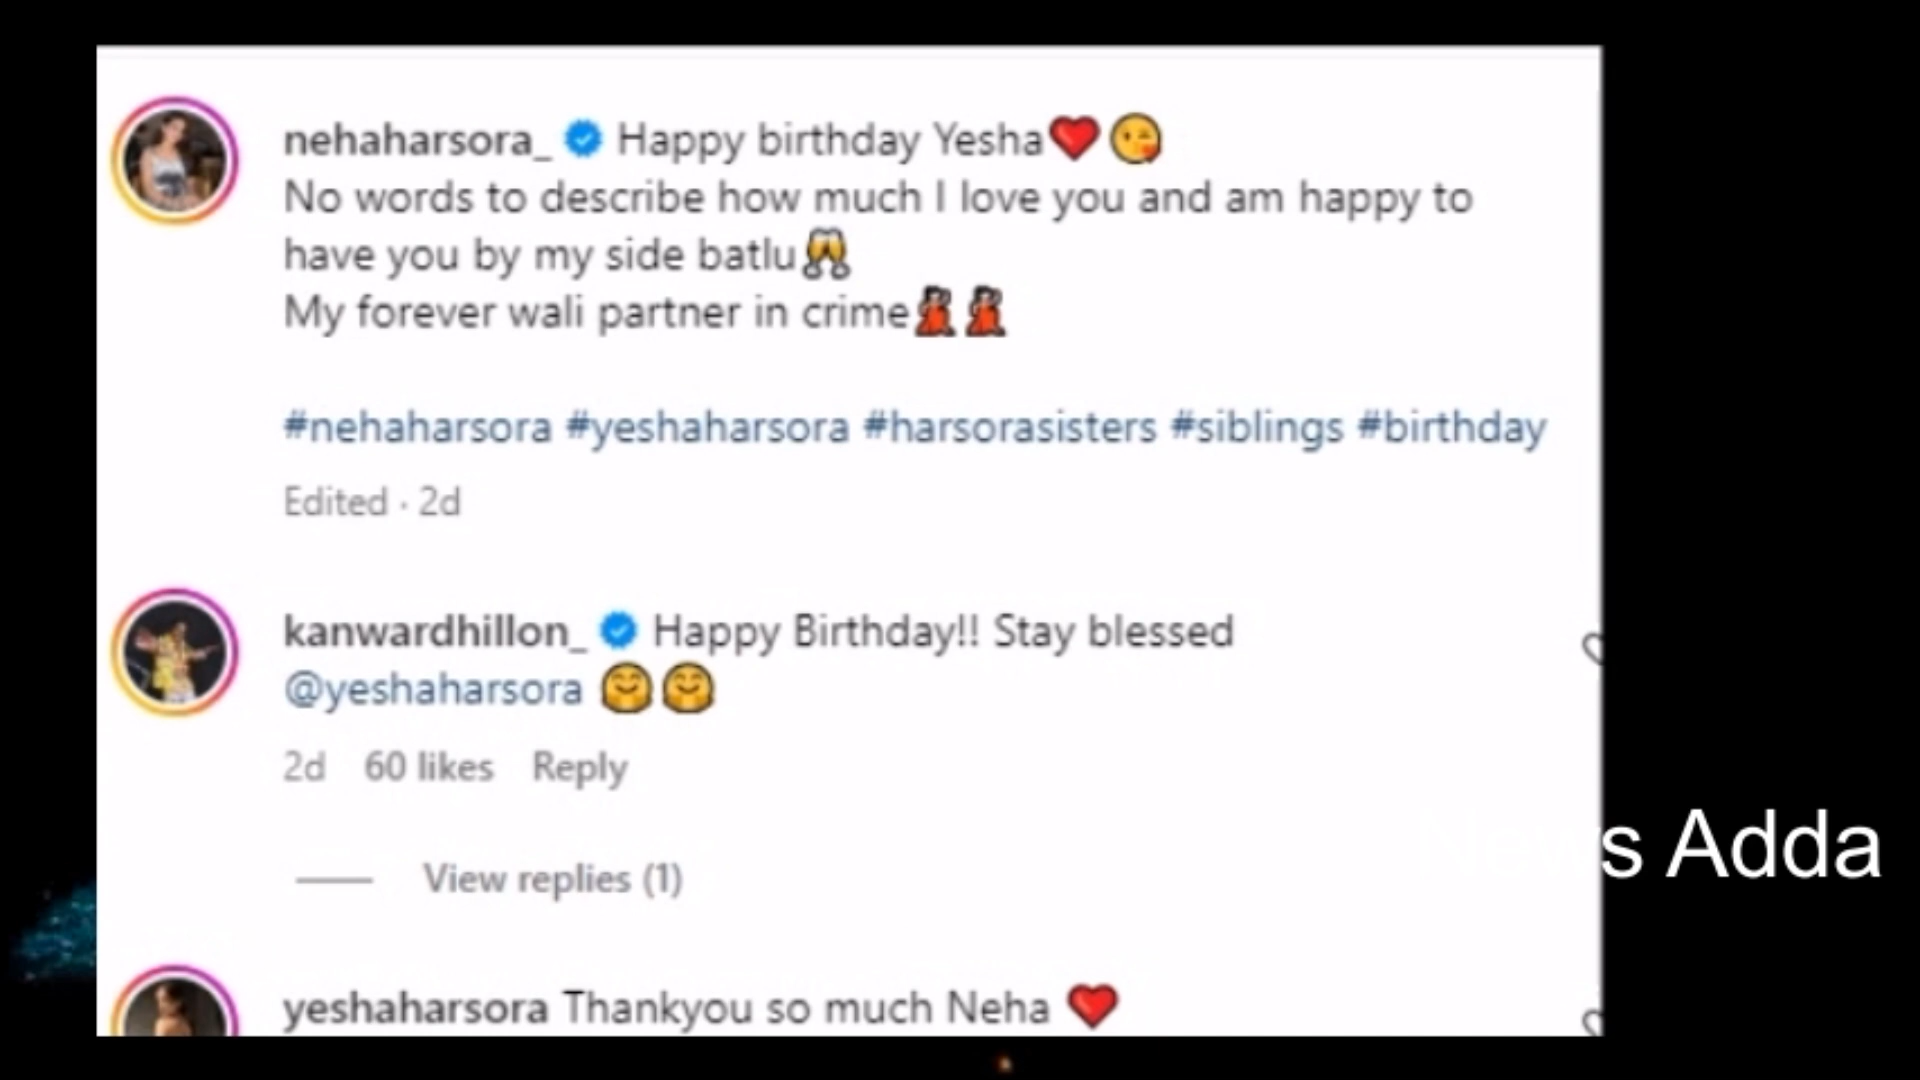 nehaharsora_ Happy birthday Yesha❤️😘
No words to describe how much I love you and am happy to
have you by my side batlu🥂
My forever wali partner in crime💃💃
#nehaharsora #yeshaharsora #harsorasisters #siblings #birthday
Edited · 2d
kanwardhillon_ Happy Birthday!! Stay blessed
@yeshaharsora 🤗🤗
2d 60 likes Reply
View replies (1)
yeshaharsora Thankyou so much Neha ❤️
News Adda